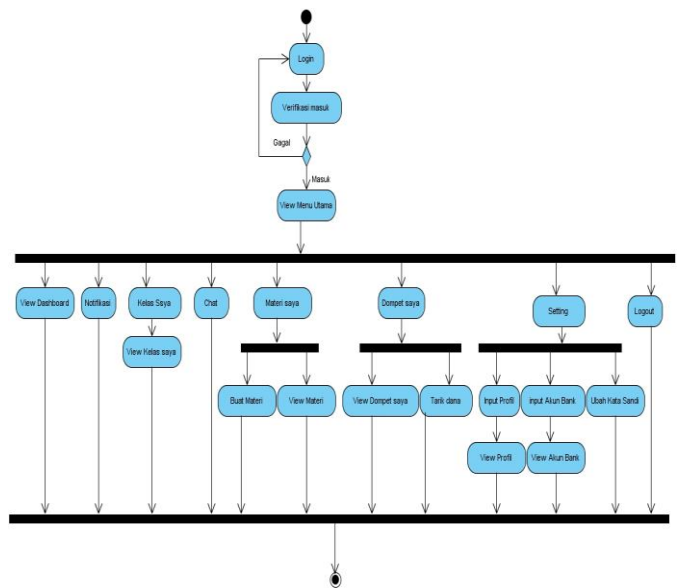 Login
Verifikasi masuk
Gagal
Masuk
View Menu Utama
View Dashboard
Notifikasi
Kelas Ssya
Chat
Materi saya
Dompet saya
Setting
Logout
View Kelas saya
Buat Materi
View Materi
View Dompet saya
Tarik dana
Input Profil
Input Akun Bank
Ubah Kata Sandi
View Profil
View Akun Bank